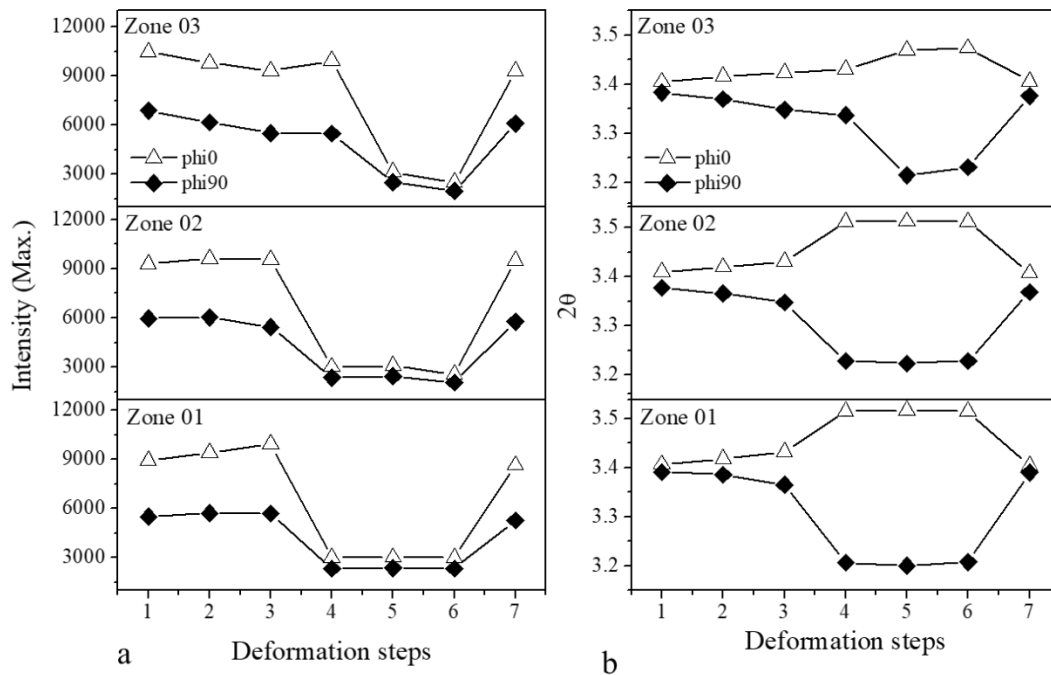 Intensity (Max.)
12000
9000
6000
3000
Zone 03
phi0
phi90
12000
9000
6000
3000
Zone 02
12000
9000
6000
3000
Zone 01
1 2 3 4 5 6 7
Deformation steps
a
2θ
3.5
3.4
3.3
3.2
Zone 03
phi0
phi90
3.5
3.4
3.3
3.2
Zone 02
3.5
3.4
3.3
3.2
Zone 01
1 2 3 4 5 6 7
Deformation steps
b